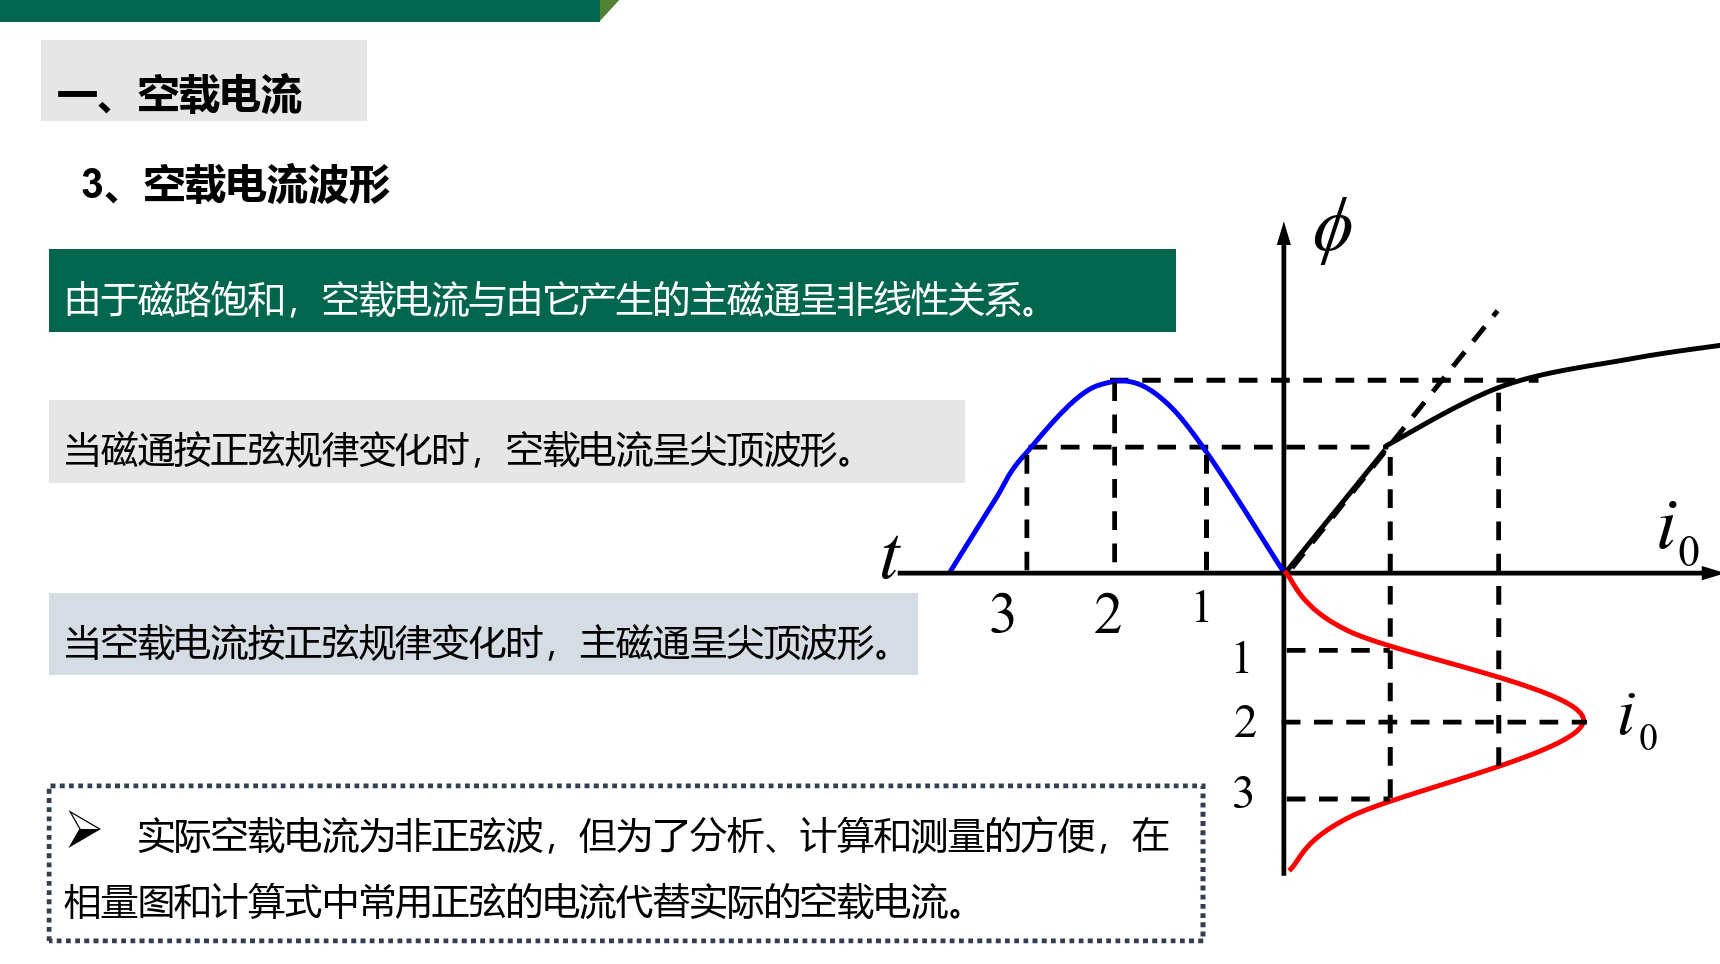 一、空载电流
3、空载电流波形
由于磁路饱和，空载电流与由它产生的主磁通呈非线性关系。
当磁通按正弦规律变化时，空载电流呈尖顶波形。
当空载电流按正弦规律变化时，主磁通呈尖顶波形。
实际空载电流为非正弦波，但为了分析、计算和测量的方便，在
相量图和计算式中常用正弦的电流代替实际的空载电流。
ϕ
i₀
t
3 2 1
1
2
i₀
3